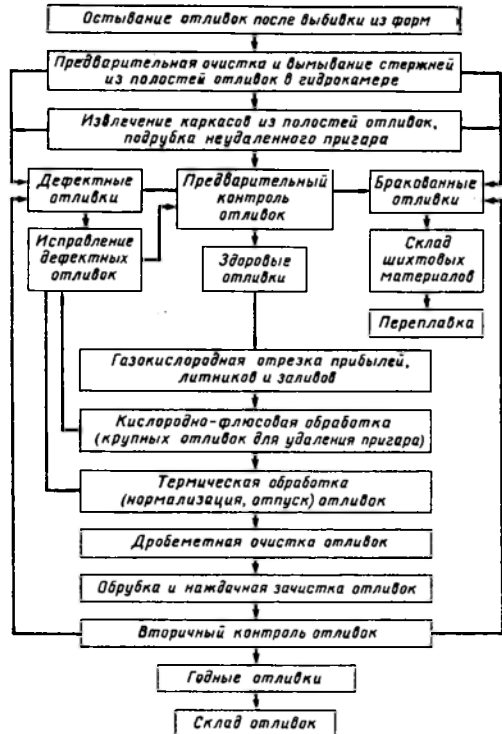 Остывание отливок после выбивки из форм
Предварительная очистка и вымывание стержней
из полостей отливок в гидрокамере
Извлечение каркасов из полостей отливок,
подрубка неудаленного пригара
Дефектные
отливки
Предварительный
контроль
отливок
Бракованные
отливки
Исправление
дефектных
отливок
Здоровые
отливки
Склад
шихтовых
материалов
Переплавка
Газокислородная отрезка прибылей,
литников и заливов
Кислородно-флюсовая обработка
(крупных отливок для удаления пригара)
Термическая обработка
(нормализация, отпуск) отливок
Дробеметная очистка отливок
Обрубка и наждачная зачистка отливок
Вторичный контроль отливок
Годные отливки
Склад отливок